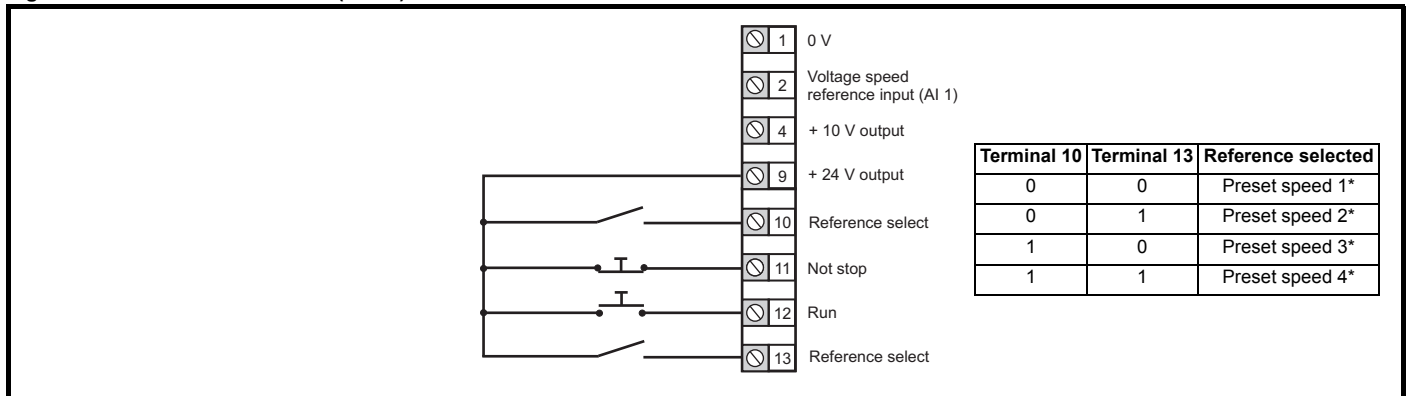 1 0 V
2 Voltage speed
reference input (AI 1)
4 + 10 V output
9 + 24 V output
10 Reference select
11 Not stop
12 Run
13 Reference select
Terminal 10 Terminal 13 Reference selected
0 0 Preset speed 1*
0 1 Preset speed 2*
1 0 Preset speed 3*
1 1 Preset speed 4*